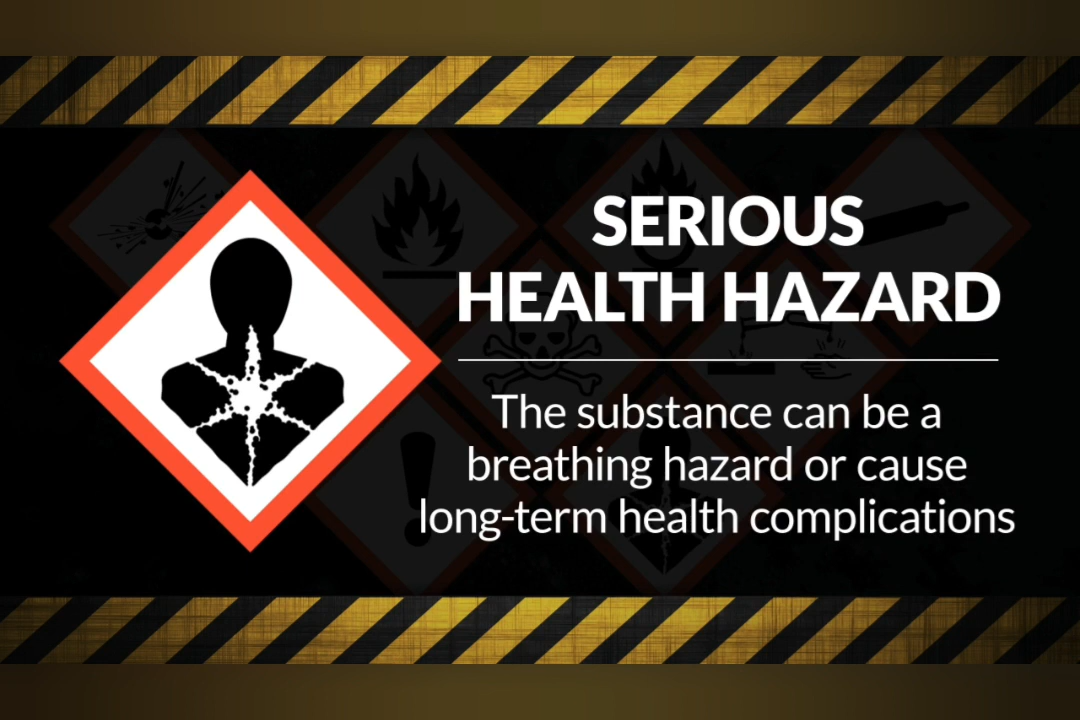 SERIOUS
HEALTH HAZARD
The substance can be a
breathing hazard or cause
long-term health complications